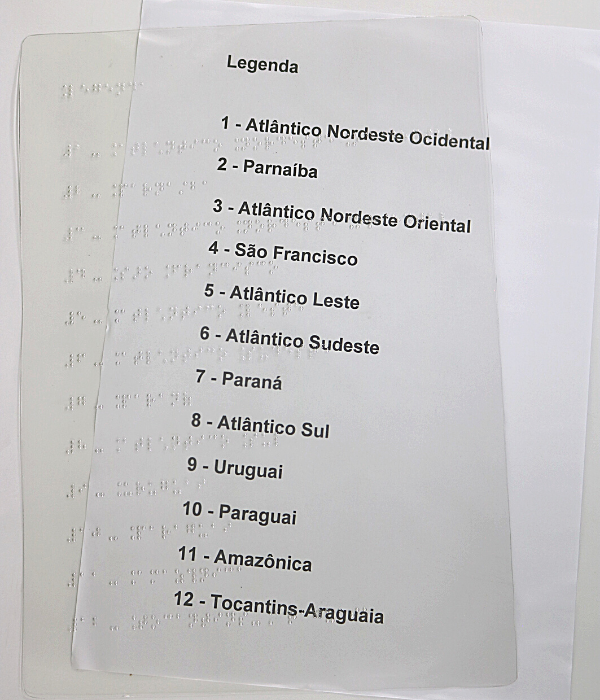 Legenda
1 - Atlântico Nordeste Ocidental
2 - Parnaíba
3 - Atlântico Nordeste Oriental
4 - São Francisco
5 - Atlântico Leste
6 - Atlântico Sudeste
7 - Paraná
8 - Atlântico Sul
9 - Uruguai
10 - Paraguai
11 - Amazônica
12 - Tocantins-Araguaia